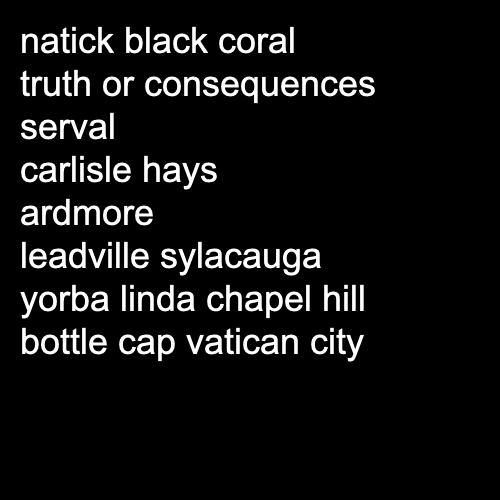 natick black coral
truth or consequences
serval
carlisle hays
ardmore
leadville sylacauga
yorba linda chapel hill
bottle cap vatican city